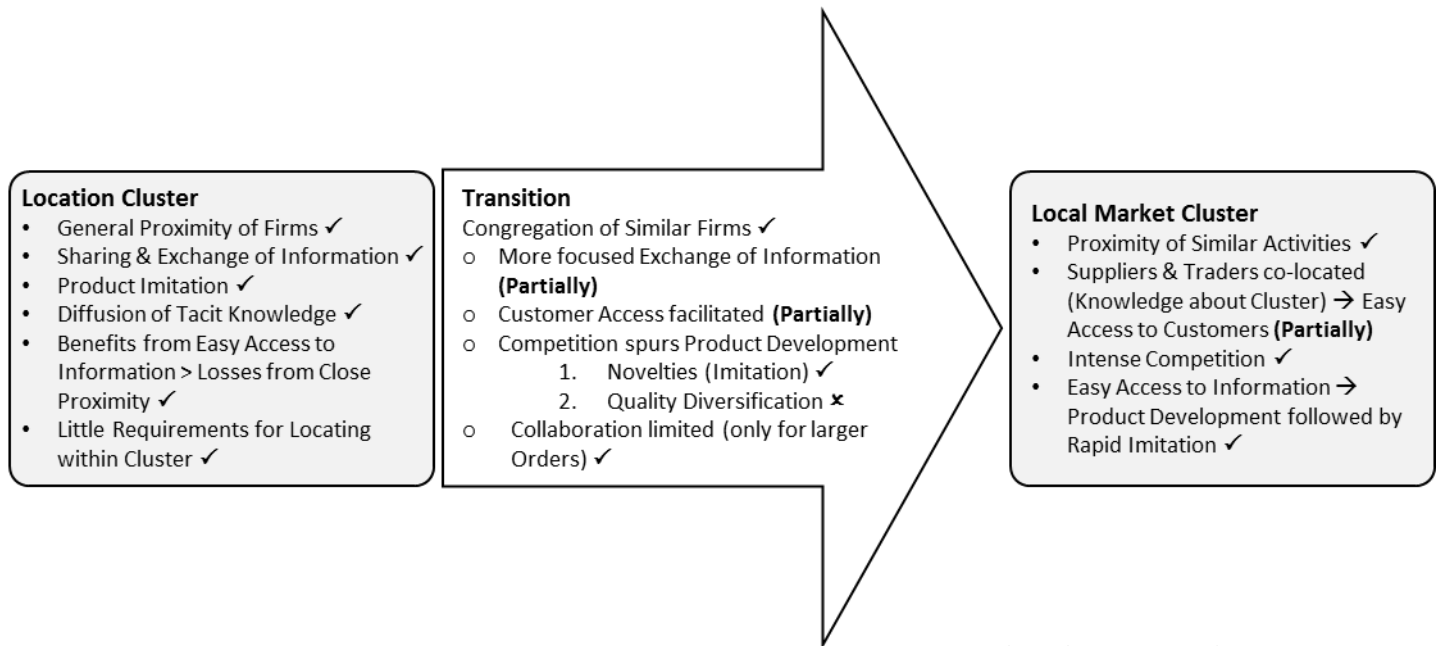 Location Cluster
• General Proximity of Firms ✓
• Sharing & Exchange of Information ✓
• Product Imitation ✓
• Diffusion of Tacit Knowledge ✓
• Benefits from Easy Access to
Information > Losses from Close
Proximity ✓
• Little Requirements for Locating
within Cluster ✓
Transition
Congregation of Similar Firms ✓
o More focused Exchange of Information
(Partially)
o Customer Access facilitated (Partially)
o Competition spurs Product Development
1. Novelties (Imitation) ✓
2. Quality Diversification ×
o Collaboration limited (only for larger
Orders) ✓
Local Market Cluster
• Proximity of Similar Activities ✓
• Suppliers & Traders co-located
(Knowledge about Cluster) → Easy
Access to Customers (Partially)
• Intense Competition ✓
• Easy Access to Information →
Product Development followed by
Rapid Imitation ✓